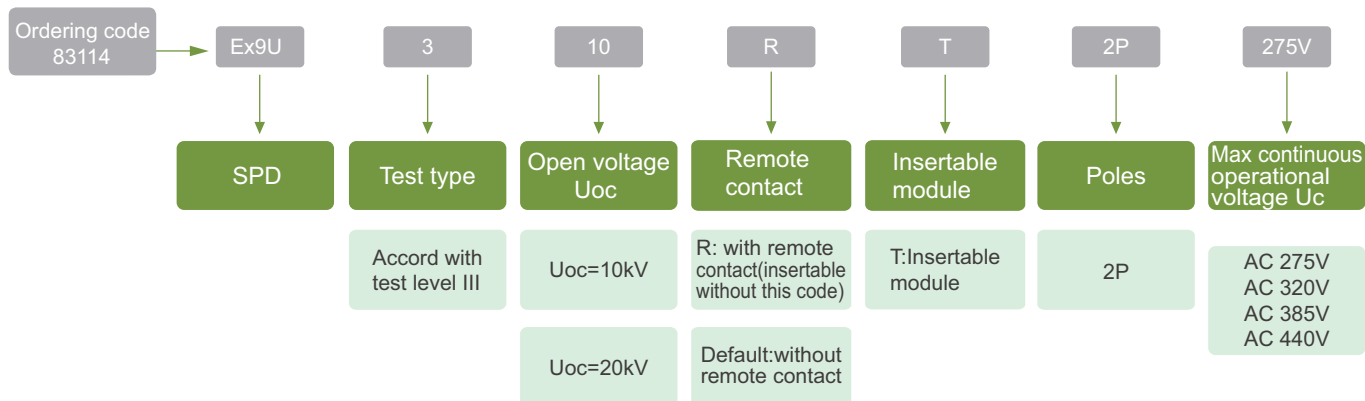 Ordering code
83114
Ex9U
3
10
R
T
2P
275V
SPD
Test type
Open voltage
Uoc
Remote
contact
Insertable
module
Poles
Max continuous
operational
voltage Uc
Accord with
test level III
Uoc=10kV
R: with remote
contact(insertable
without this code)
T:Insertable
module
2P
AC 275V
AC 320V
AC 385V
AC 440V
Uoc=20kV
Default:without
remote contact